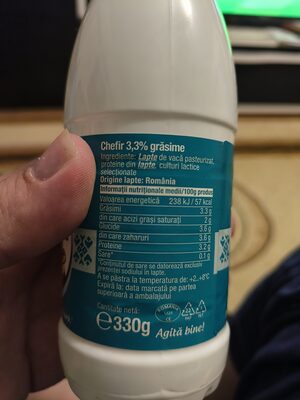 Chefir 3,3% grăsime
Ingrediente: Lapte de vacă pasteurizat,
proteine din lapte, culturi lactice
selecționate
Origine lapte: România
Informații nutriționale medii/100g produs
Valoarea energetică 238 kJ / 57 kcal
Grăsimi 3.3 g
din care acizi grași saturați 2 g
Glucide 3.6 g
din care zaharuri 3.6 g
Proteine 3.2 g
Sare* 0.1 g
*Conținutul de sare se datorează exclusiv
prezenței sodiului în lapte.
A se păstra la temperatura de: +2..+8°C
Expiră la: data marcată pe partea
superioară a ambalajului
Cantitate netă:
℮330g
Agită bine!